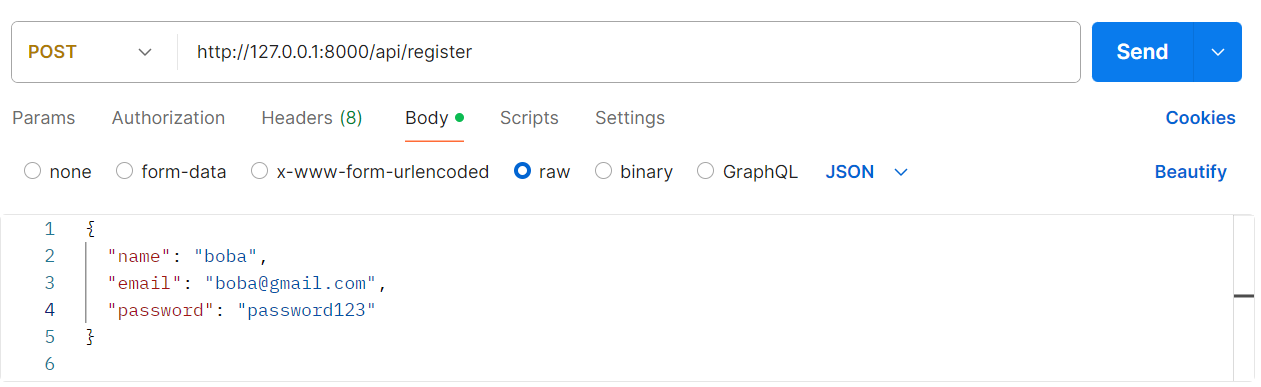 POST http://127.0.0.1:8000/api/register Send
Params Authorization Headers (8) Body Scripts Settings Cookies
none form-data x-www-form-urlencoded raw binary GraphQL JSON Beautify
1 {
2 "name": "boba",
3 "email": "boba@gmail.com",
4 "password": "password123"
5 }
6